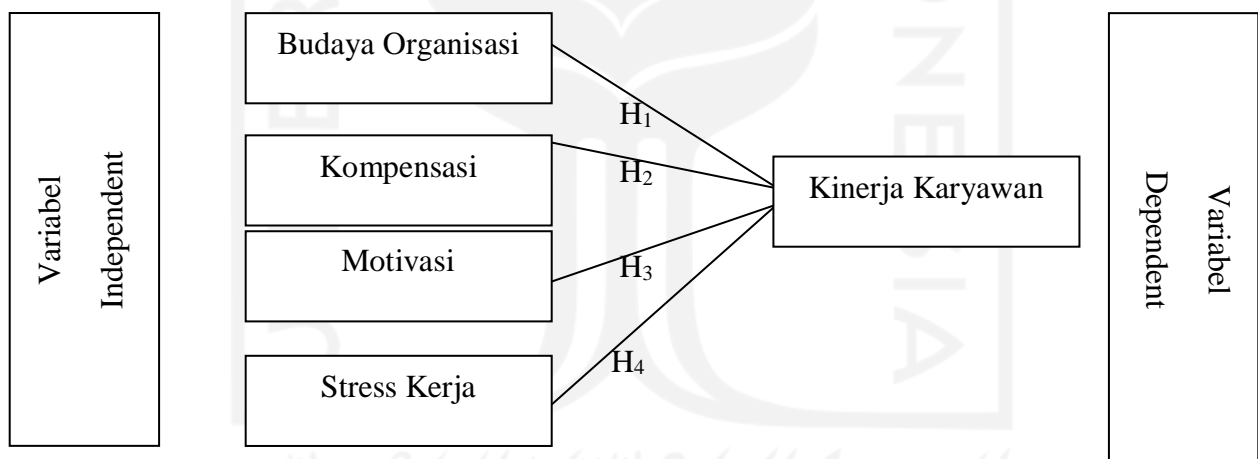 Variabel
Independent
Budaya Organisasi
Kompensasi
Motivasi
Stress Kerja
H1
H2
H3
H4
Kinerja Karyawan
Variabel
Dependent